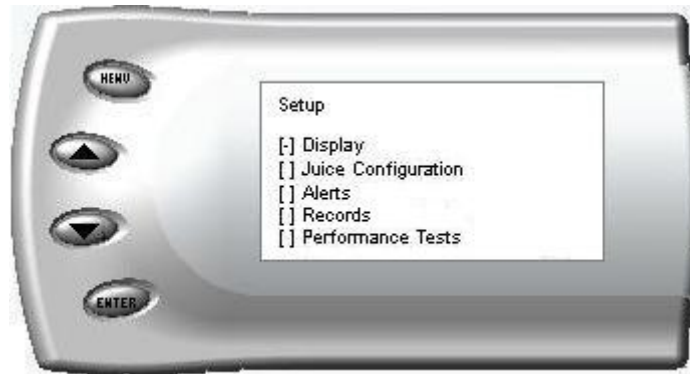 MENU
Setup
[-] Display
[ ] Juice Configuration
[ ] Alerts
[ ] Records
[ ] Performance Tests
ENTER